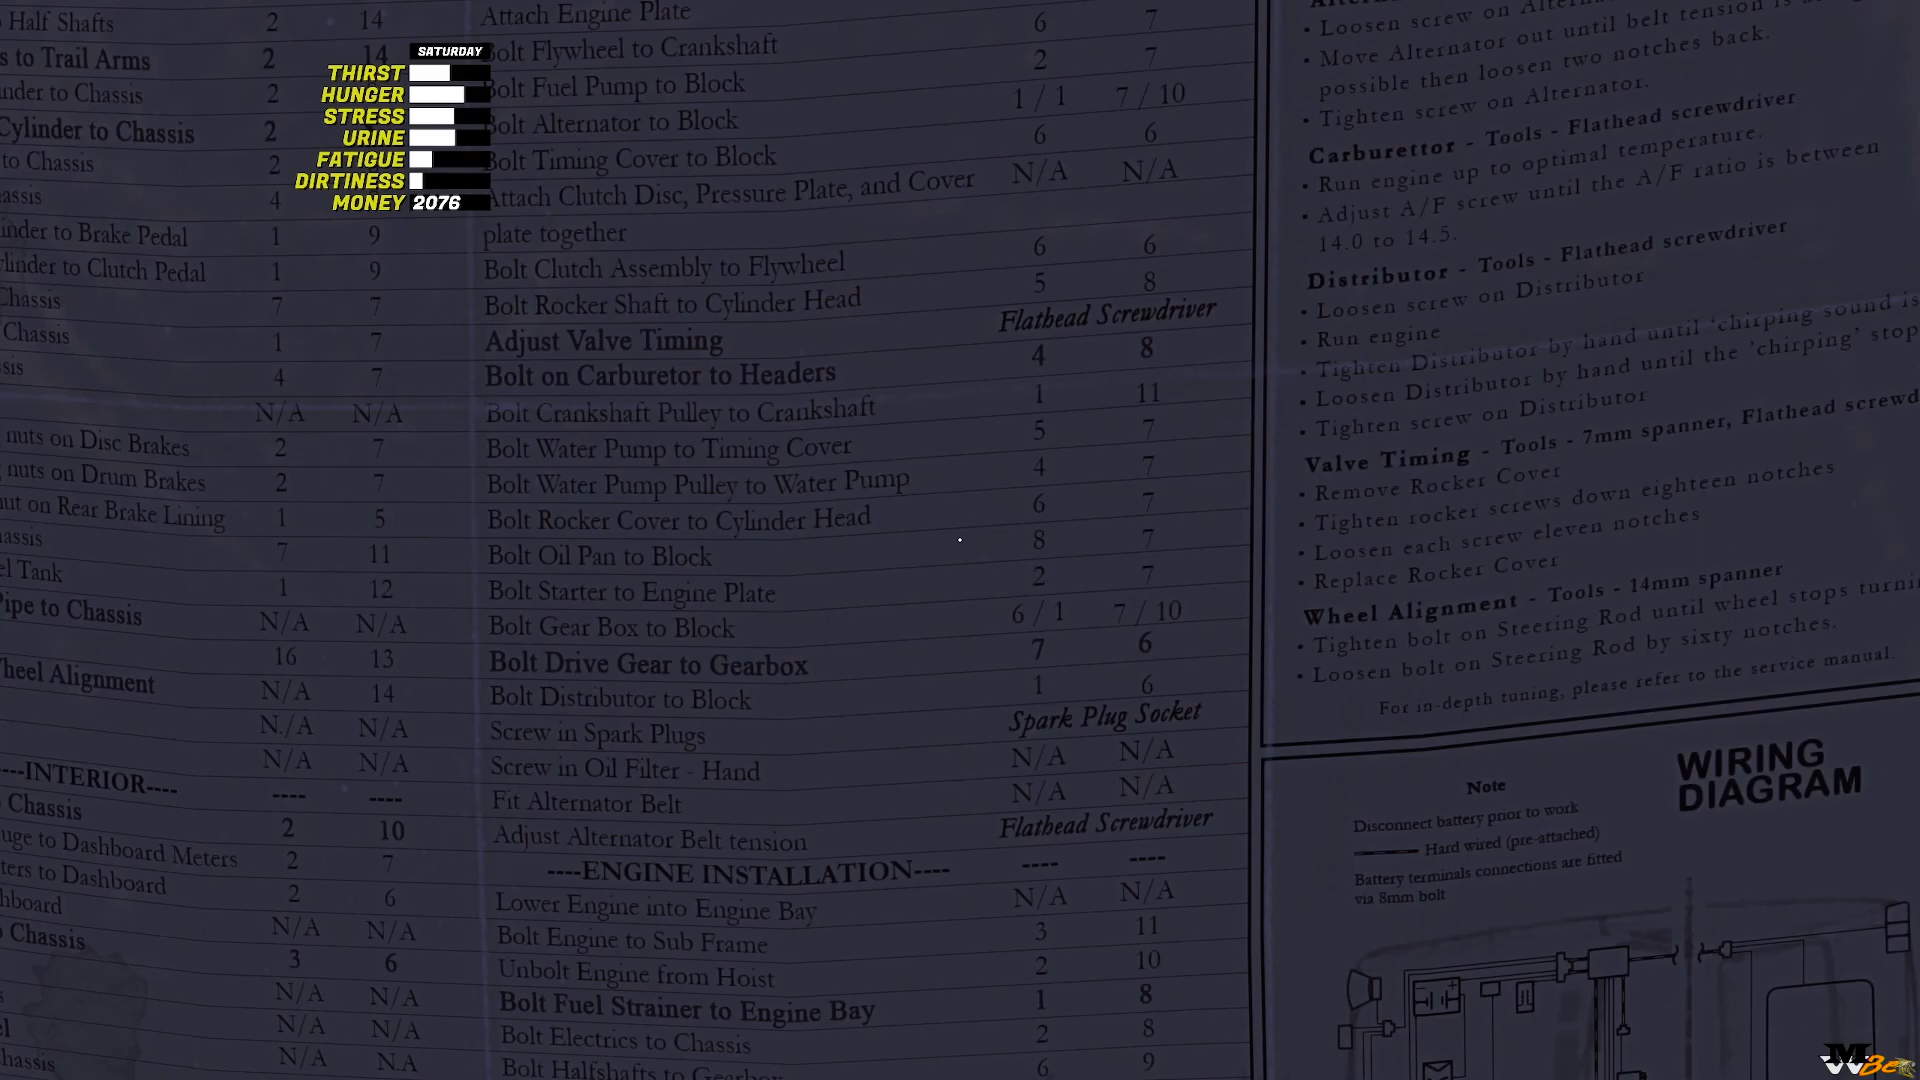 Half Shafts 2 14
s to Trail Arms 2 14
nder to Chassis 2
Cylinder to Chassis 2
to Chassis 2
assis 4
inder to Brake Pedal 1 9
linder to Clutch Pedal 1 9
Chassis 7 7
Chassis 1 7
sis 4 7
N/A N/A
nuts on Disc Brakes 2 7
nuts on Drum Brakes 2 7
nut on Rear Brake Lining 1 5
assis 7 11
el Tank 1 12
Pipe to Chassis N/A N/A
16 13
Wheel Alignment N/A 14
N/A N/A
N/A N/A
----INTERIOR---- ---- ----
Chassis 2 10
uge to Dashboard Meters 2 7
ters to Dashboard 2 6
hboard N/A N/A
Chassis 3 6
N/A N/A
N/A N/A
hassis N/A N.A
SATURDAY
THIRST
HUNGER
STRESS
URINE
FATIGUE
DIRTINESS
MONEY 2076
Attach Engine Plate 6 7
Bolt Flywheel to Crankshaft 2 7
Bolt Fuel Pump to Block 1 / 1 7 / 10
Bolt Alternator to Block 6 6
Bolt Timing Cover to Block N/A N/A
Attach Clutch Disc, Pressure Plate, and Cover
plate together 6 6
Bolt Clutch Assembly to Flywheel 5 8
Bolt Rocker Shaft to Cylinder Head Flathead Screwdriver
Adjust Valve Timing 4 8
Bolt on Carburetor to Headers 1 11
Bolt Crankshaft Pulley to Crankshaft 5 7
Bolt Water Pump to Timing Cover 4 7
Bolt Water Pump Pulley to Water Pump 6 7
Bolt Rocker Cover to Cylinder Head 8 7
Bolt Oil Pan to Block 2 7
Bolt Starter to Engine Plate 6 / 1 7 / 10
Bolt Gear Box to Block 7 6
Bolt Drive Gear to Gearbox 1 6
Bolt Distributor to Block Spark Plug Socket
Screw in Spark Plugs N/A N/A
Screw in Oil Filter - Hand N/A N/A
Fit Alternator Belt Flathead Screwdriver
Adjust Alternator Belt tension
----ENGINE INSTALLATION---- ---- ----
Lower Engine into Engine Bay N/A N/A
Bolt Engine to Sub Frame 3 11
Unbolt Engine from Hoist 2 10
Bolt Fuel Strainer to Engine Bay 1 8
Bolt Electrics to Chassis 2 8
Bolt Halfshafts to Gearbox 6 9
• Loosen screw on
• Move Alternator out until belt tension is
possible then loosen two notches back.
• Tighten screw on Alternator.
Carburettor - Tools - Flathead screwdriver
• Run engine up to optimal temperature.
• Adjust A/F screw until the A/F ratio is between
14.0 to 14.5.
Distributor - Tools - Flathead screwdriver
• Loosen screw on Distributor
• Run engine
• Tighten Distributor by hand until 'chirping sound is
• Loosen Distributor by hand until the 'chirping' stop
• Tighten screw on Distributor
Valve Timing - Tools - 7mm spanner, Flathead screwd
• Remove Rocker Cover
• Tighten rocker screws down eighteen notches
• Loosen each screw eleven notches
• Replace Rocker Cover
Wheel Alignment - Tools - 14mm spanner
• Tighten bolt on Steering Rod until wheel stops turni
• Loosen bolt on Steering Rod by sixty notches.
For in-depth tuning, please refer to the service manual.
WIRING
DIAGRAM
Note
Disconnect battery prior to work
Hard wired (pre-attached)
Battery terminals connections are fitted
via 8mm bolt